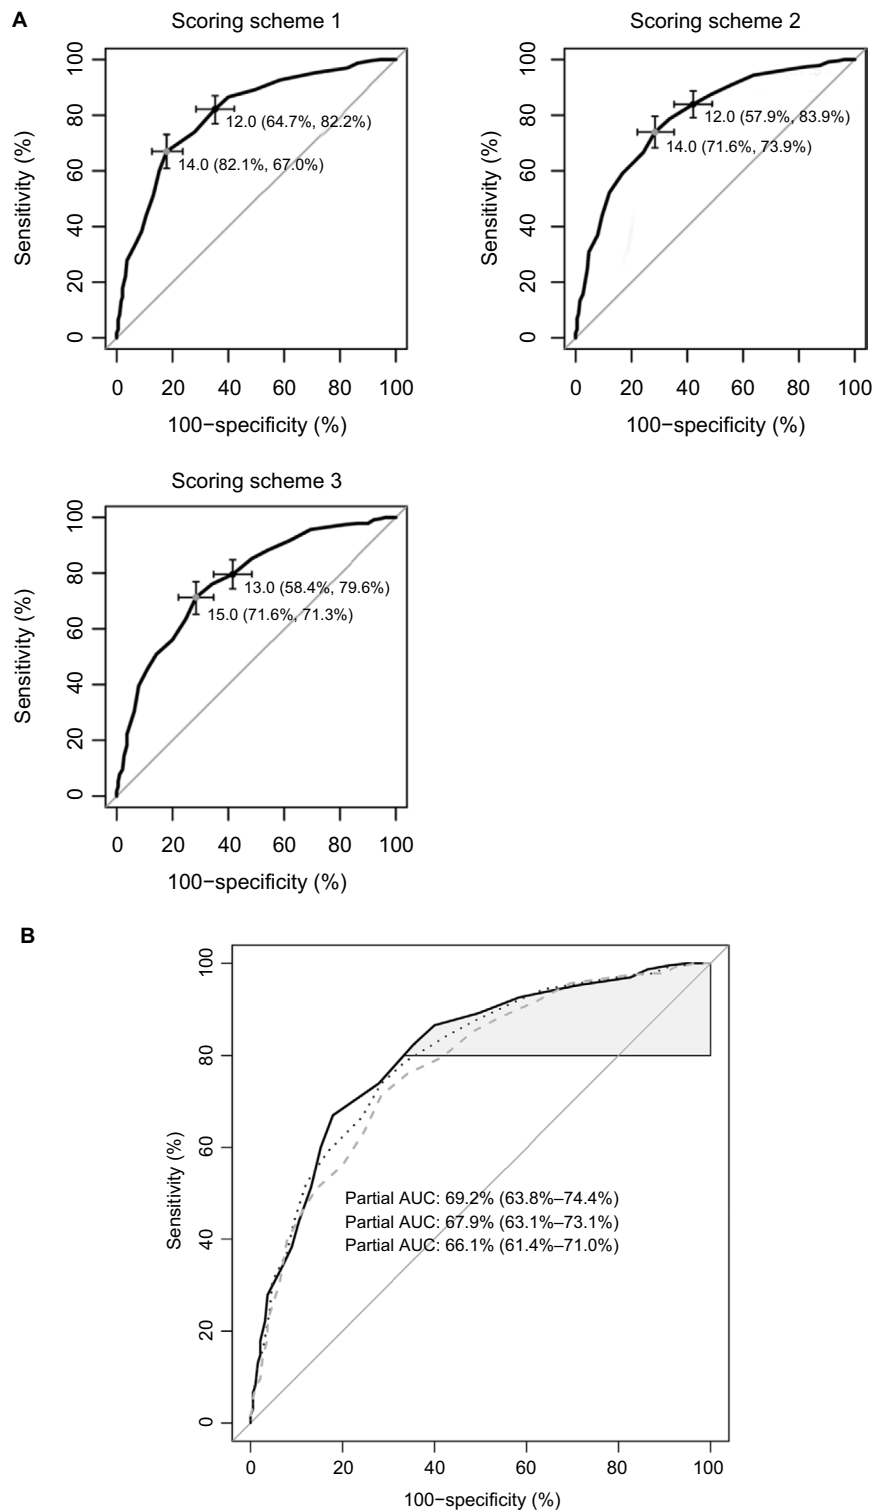 A
Scoring scheme 1
100
80
60
40
20
0
Sensitivity (%)
12.0 (64.7%, 82.2%)
14.0 (82.1%, 67.0%)
0 20 40 60 80 100
100−specificity (%)
Scoring scheme 2
100
80
60
40
20
0
Sensitivity (%)
12.0 (57.9%, 83.9%)
14.0 (71.6%, 73.9%)
0 20 40 60 80 100
100−specificity (%)
Scoring scheme 3
100
80
60
40
20
0
Sensitivity (%)
13.0 (58.4%, 79.6%)
15.0 (71.6%, 71.3%)
0 20 40 60 80 100
100−specificity (%)
B
100
80
60
40
20
0
Sensitivity (%)
Partial AUC: 69.2% (63.8%–74.4%)
Partial AUC: 67.9% (63.1%–73.1%)
Partial AUC: 66.1% (61.4%–71.0%)
0 20 40 60 80 100
100−specificity (%)